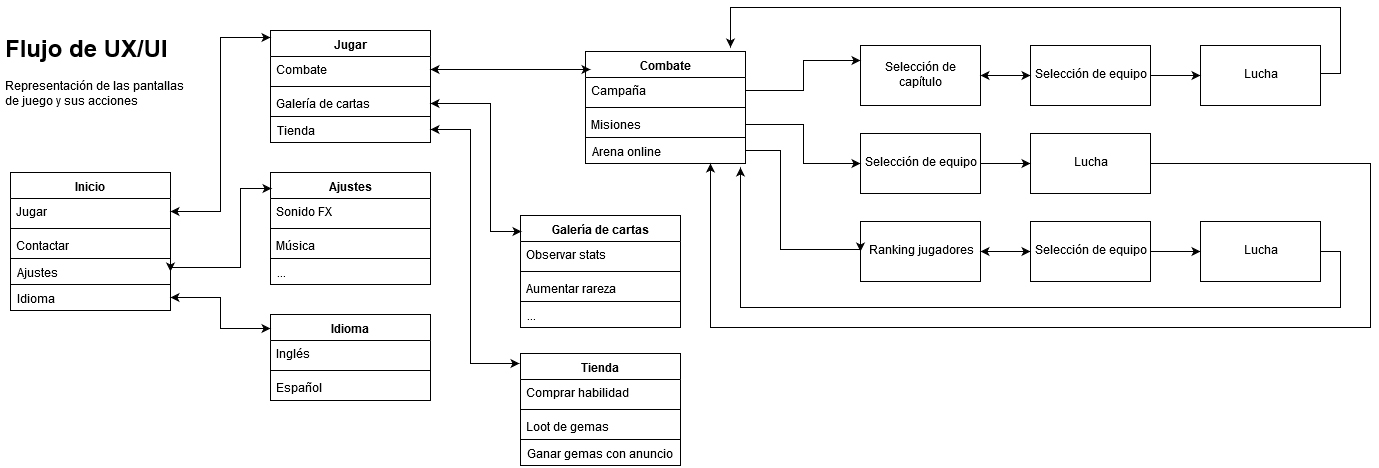 Flujo de UX/UI
Representación de las pantallas
de juego y sus acciones
Inicio
Jugar
Contactar
Ajustes
Idioma
Jugar
Combate
Galería de cartas
Tienda
Ajustes
Sonido FX
Música
...
Idioma
Inglés
Español
Galería de cartas
Observar stats
Aumentar rareza
...
Tienda
Comprar habilidad
Loot de gemas
Ganar gemas con anuncio
Combate
Campaña
Misiones
Arena online
Selección de
capítulo
Selección de equipo
Lucha
Selección de equipo
Lucha
Ranking jugadores
Selección de equipo
Lucha